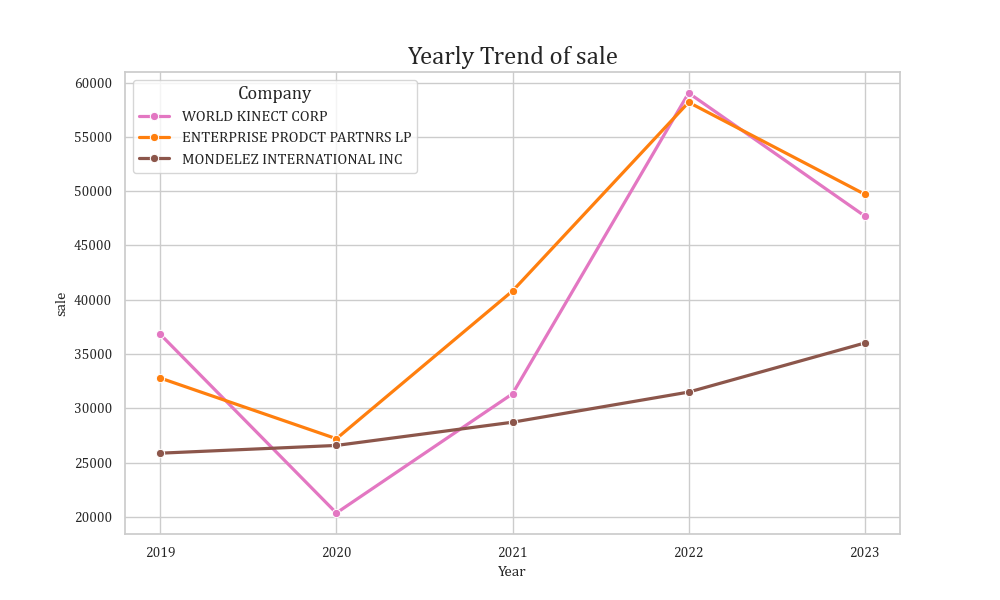 Yearly Trend of sale
Company
WORLD KINECT CORP
ENTERPRISE PRODCT PARTNRS LP
MONDELEZ INTERNATIONAL INC
60000
55000
50000
45000
40000
35000
30000
25000
20000
sale
2019 2020 2021 2022 2023
Year